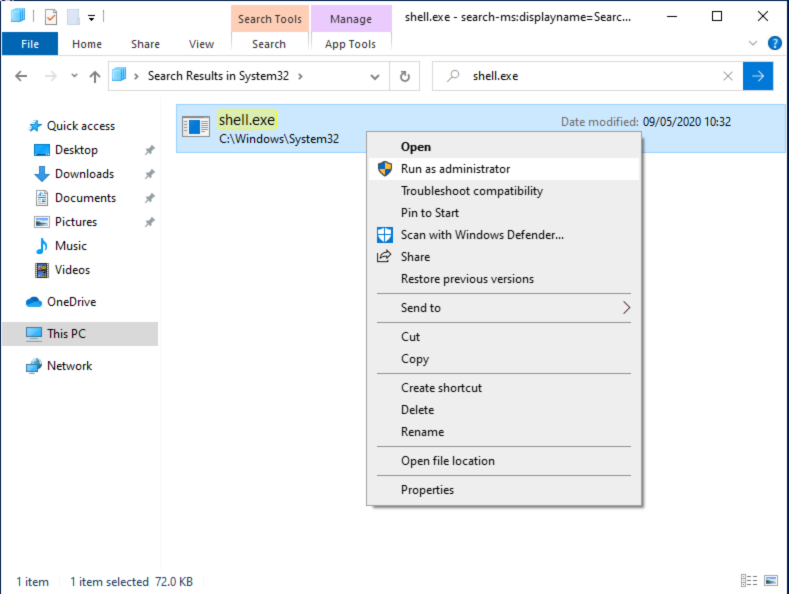 Search Tools
Manage
shell.exe - search-ms:displayname=Searc...
File
Home
Share
View
Search
App Tools
Search Results in System32
shell.exe
Quick access
Desktop
Downloads
Documents
Pictures
Music
Videos
OneDrive
This PC
Network
shell.exe
Date modified: 09/05/2020 10:32
C:\Windows\System32
Open
Run as administrator
Troubleshoot compatibility
Pin to Start
Scan with Windows Defender...
Share
Restore previous versions
Send to
Cut
Copy
Create shortcut
Delete
Rename
Open file location
Properties
1 item
1 item selected 72.0 KB